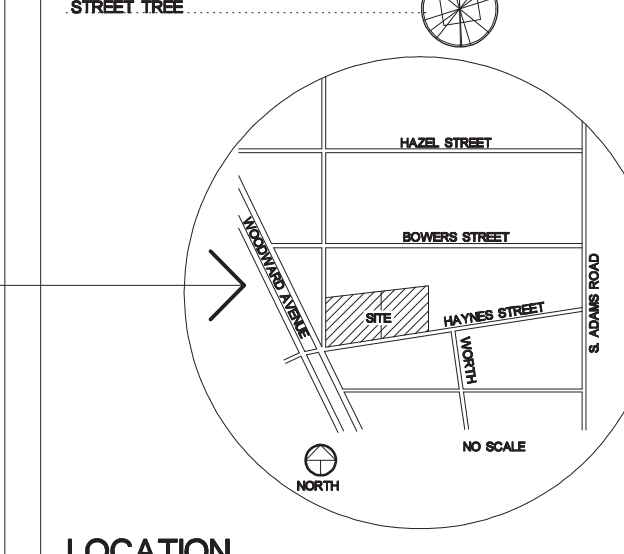 STREET TREE
HAZEL STREET
BOWERS STREET
WOODWARD AVENUE
S. ADAMS ROAD
SITE
HAYNES STREET
WORTH
NO SCALE
NORTH
LOCATION